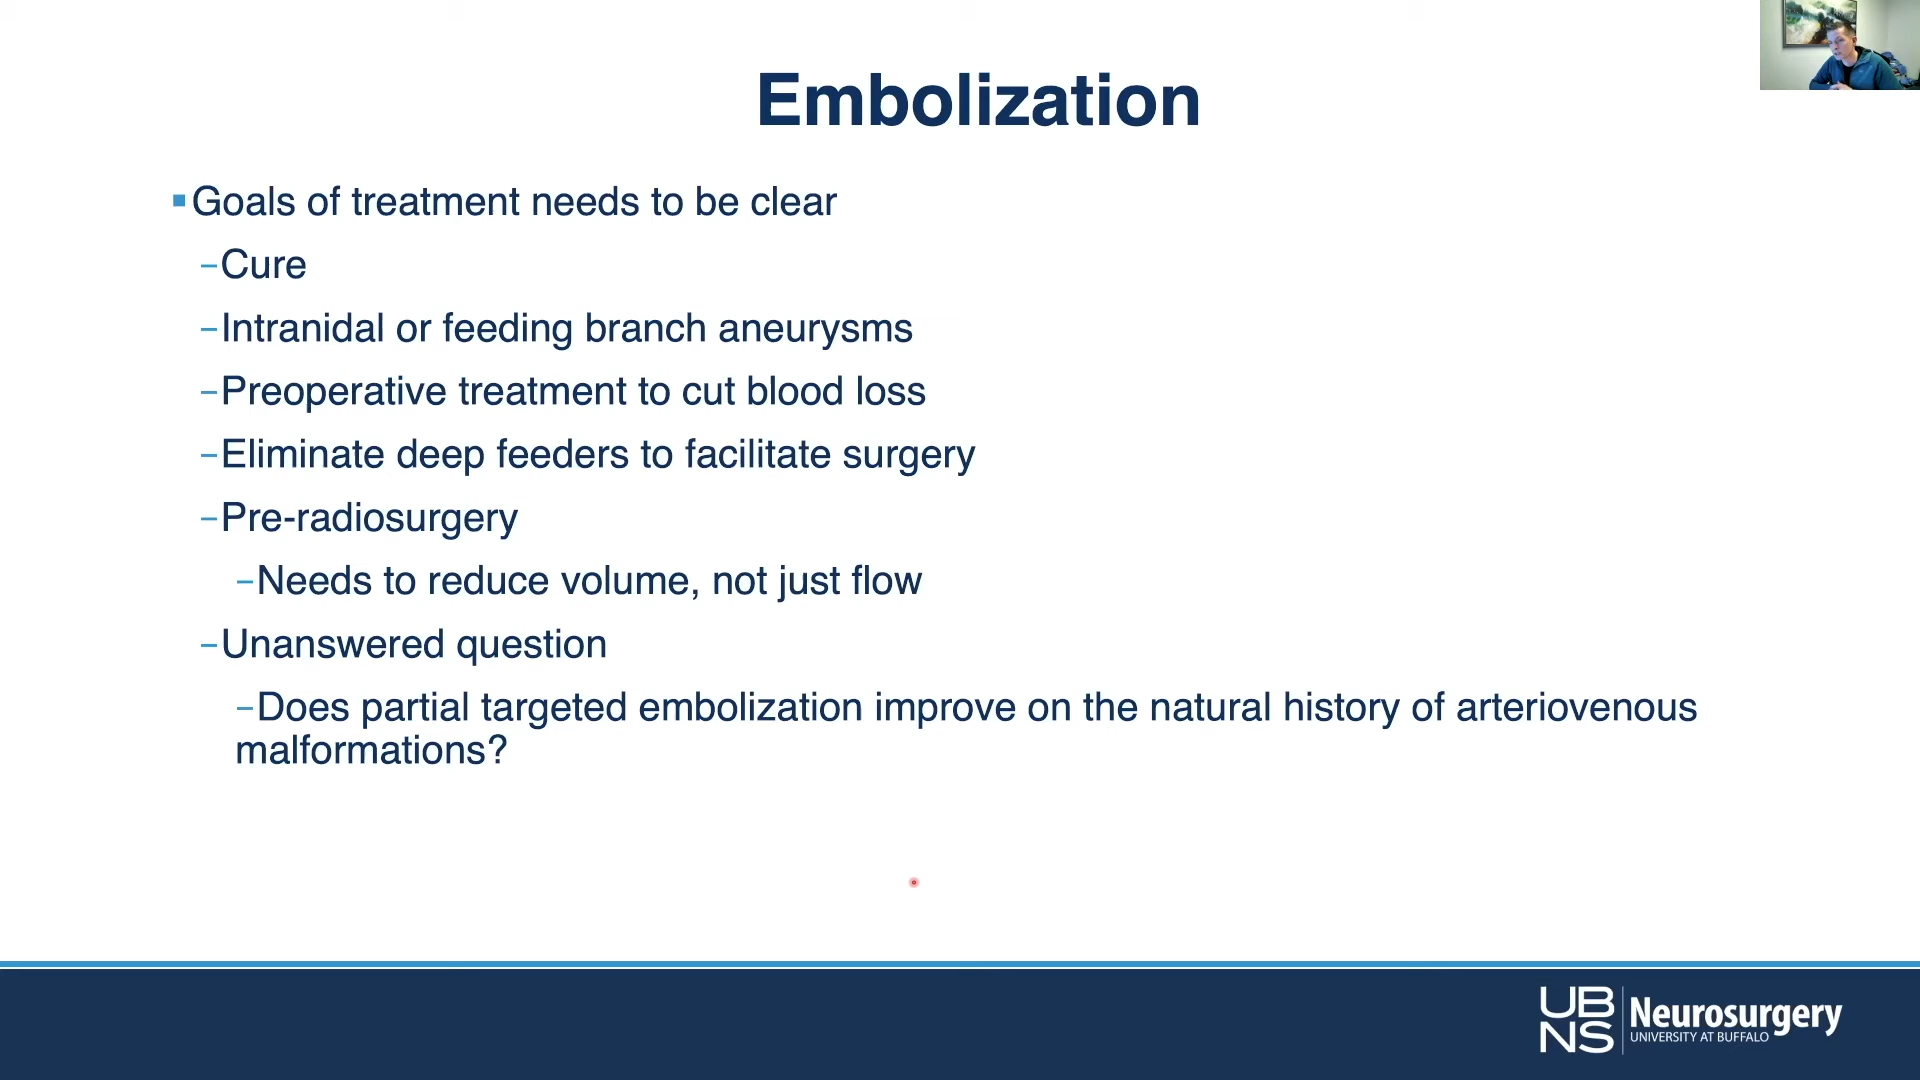 Embolization
▪Goals of treatment needs to be clear
–Cure
–Intranidal or feeding branch aneurysms
–Preoperative treatment to cut blood loss
–Eliminate deep feeders to facilitate surgery
–Pre-radiosurgery
–Needs to reduce volume, not just flow
–Unanswered question
–Does partial targeted embolization improve on the natural history of arteriovenous
malformations?
UB
NS
Neurosurgery
UNIVERSITY AT BUFFALO